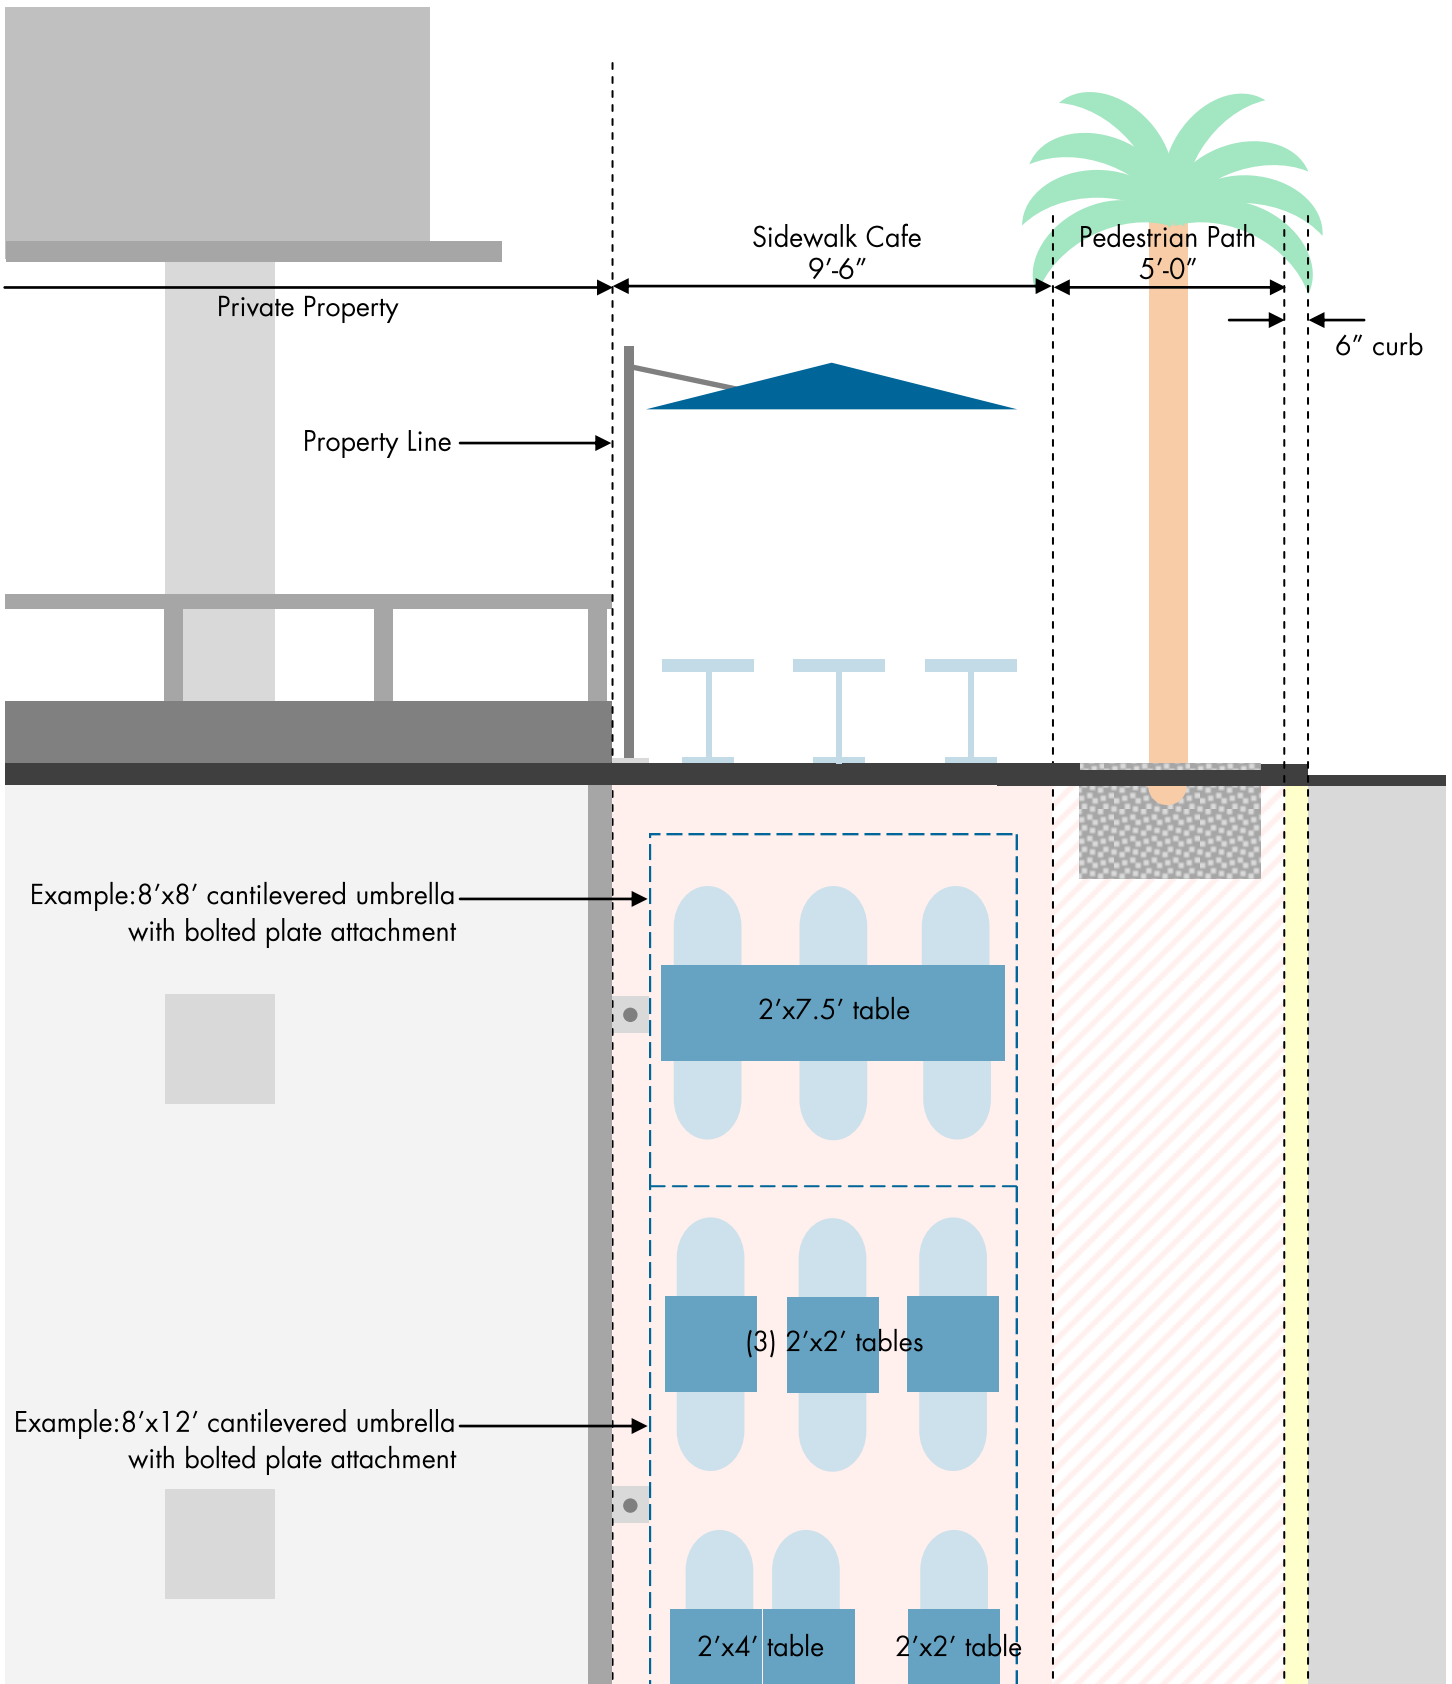 Sidewalk Cafe
9’-6”
Pedestrian Path
5’-0”
Private Property
6” curb
Property Line
Example:8’x8’ cantilevered umbrella
with bolted plate attachment
2’x7.5’ table
(3) 2’x2’ tables
Example:8’x12’ cantilevered umbrella
with bolted plate attachment
2’x4’ table
2’x2’ table